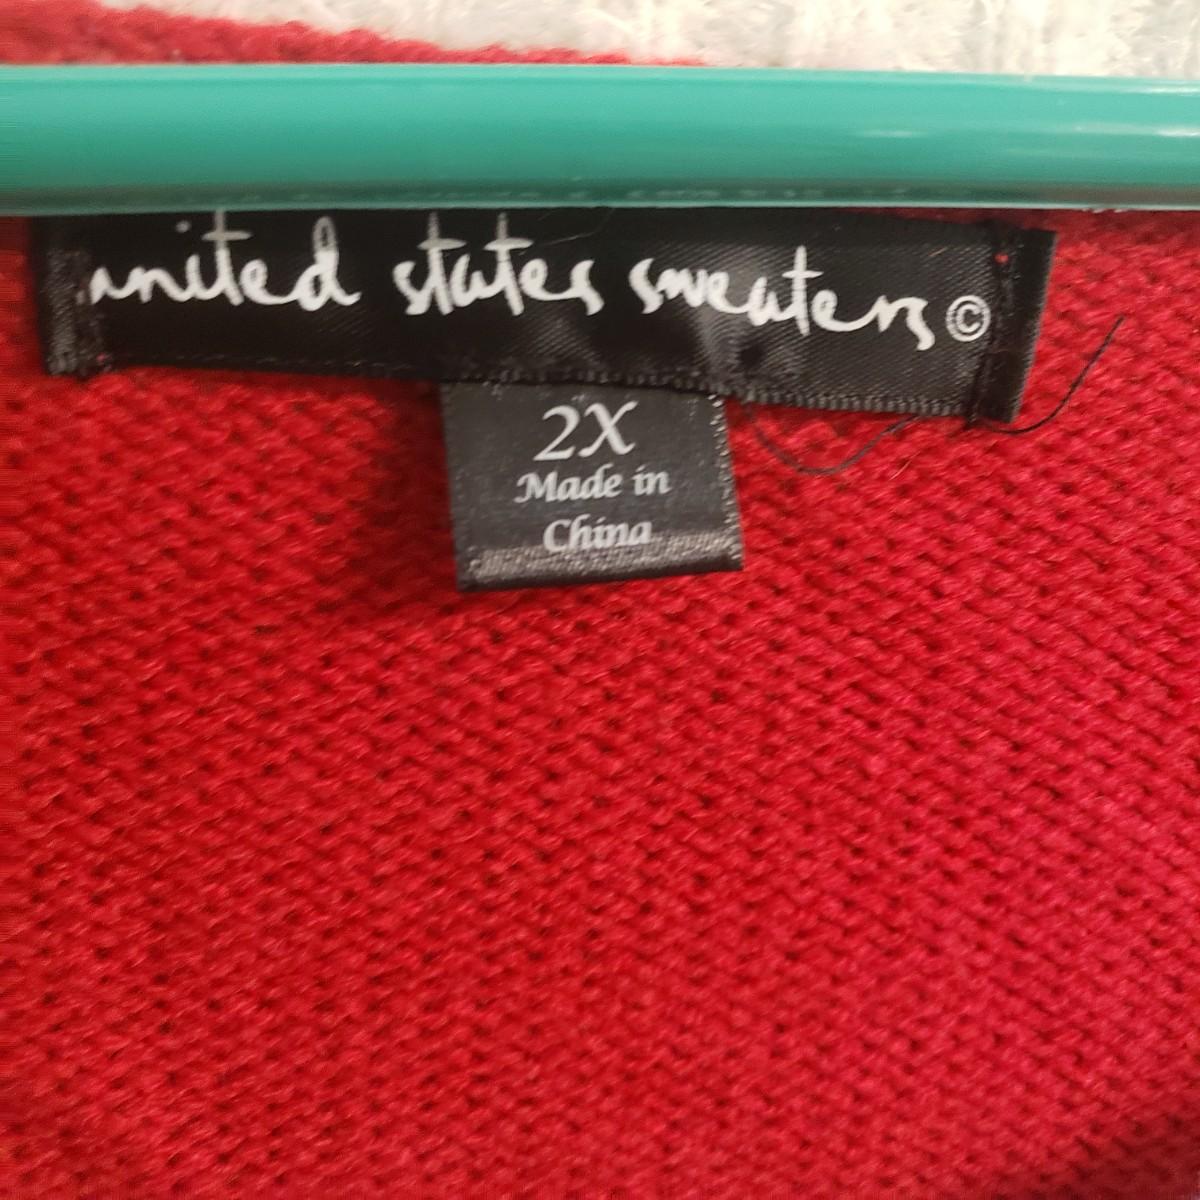 united states sweaters©
2X
Made in
China